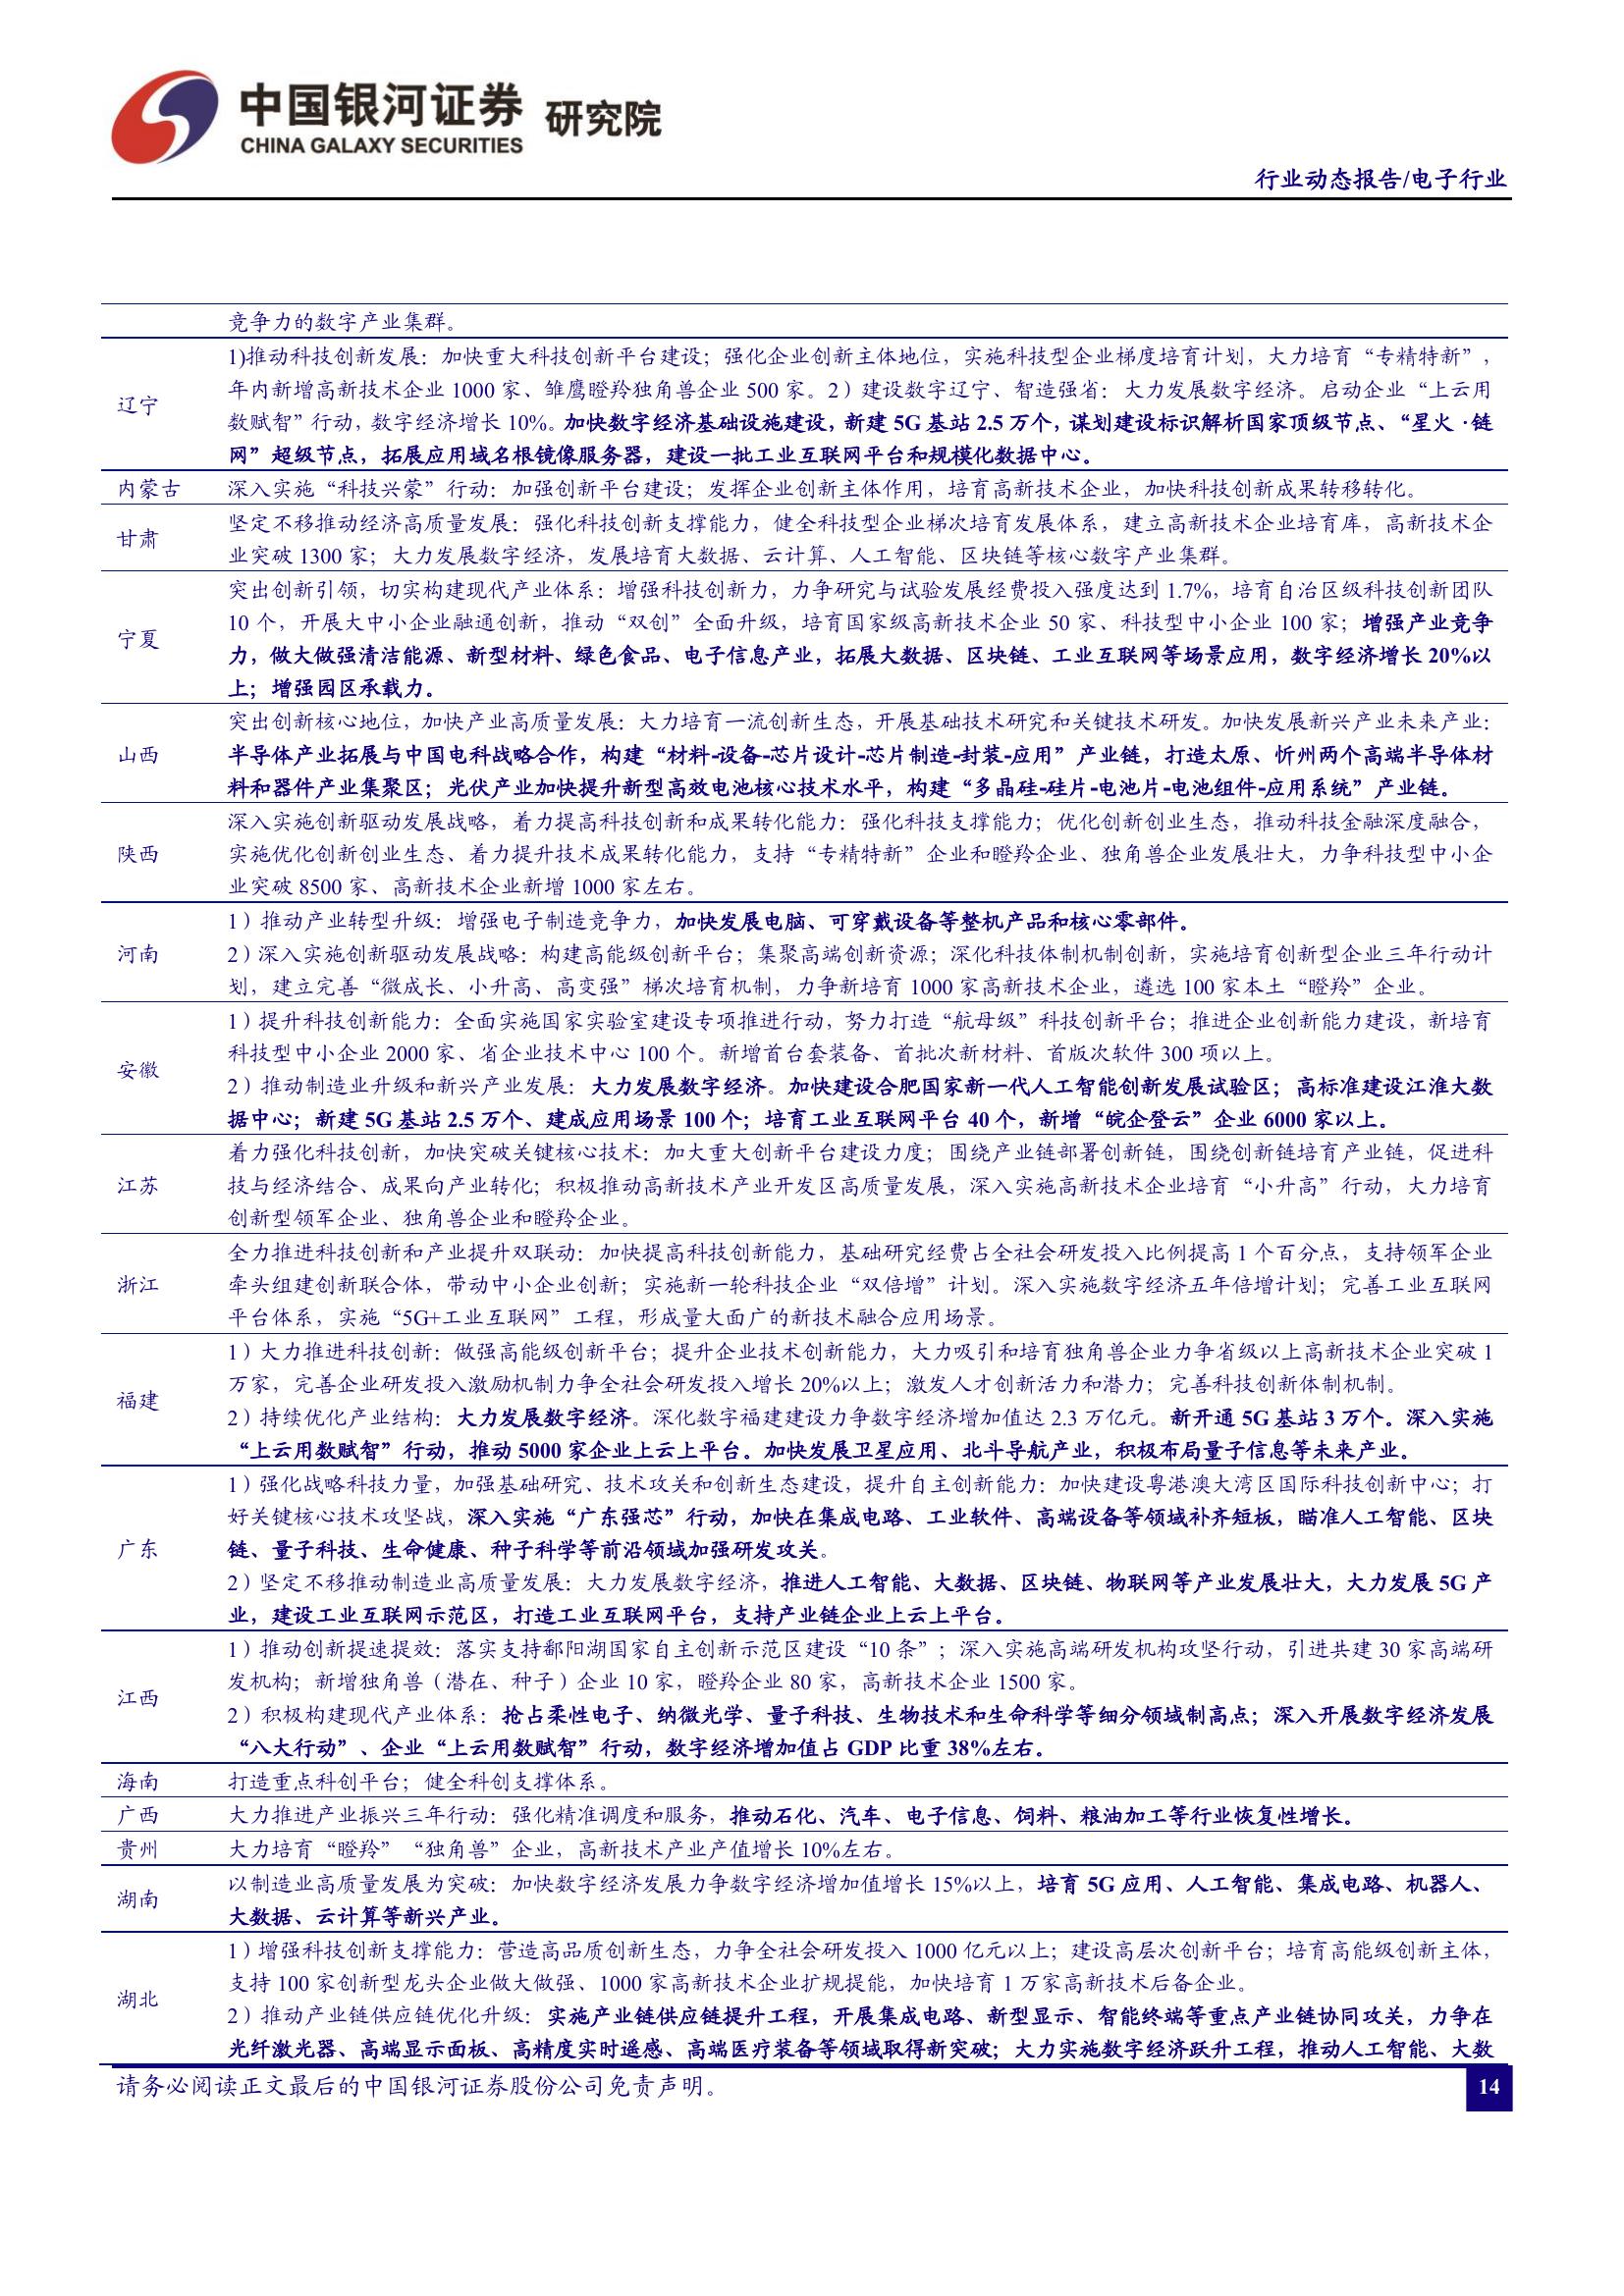 中国银河证券 研究院
CHINA GALAXY SECURITIES
行业动态报告/电子行业
竞争力的数字产业集群。
辽宁
1)推动科技创新发展：加快重大科技创新平台建设；强化企业创新主体地位，实施科技型企业梯度培育计划，大力培育“专精特新”，
年内新增高新技术企业 1000 家、雏鹰瞪羚独角兽企业 500 家。2）建设数字辽宁、智造强省：大力发展数字经济。启动企业“上云用
数赋智”行动，数字经济增长 10%。加快数字经济基础设施建设，新建 5G 基站 2.5 万个，谋划建设标识解析国家顶级节点、“星火·链
网”超级节点，拓展应用域名根镜像服务器，建设一批工业互联网平台和规模化数据中心。
内蒙古 深入实施“科技兴蒙”行动：加强创新平台建设；发挥企业创新主体作用，培育高新技术企业，加快科技创新成果转移转化。
甘肃
坚定不移推动经济高质量发展：强化科技创新支撑能力，健全科技型企业梯次培育发展体系，建立高新技术企业培育库，高新技术企
业突破 1300 家；大力发展数字经济，发展培育大数据、云计算、人工智能、区块链等核心数字产业集群。
宁夏
突出创新引领，切实构建现代产业体系：增强科技创新力，力争研究与试验发展经费投入强度达到 1.7%，培育自治区级科技创新团队
10 个，开展大中小企业融通创新，推动“双创”全面升级，培育国家级高新技术企业 50 家、科技型中小企业 100 家；增强产业竞争
力，做大做强清洁能源、新型材料、绿色食品、电子信息产业，拓展大数据、区块链、工业互联网等场景应用，数字经济增长 20%以
上；增强园区承载力。
山西
突出创新核心地位，加快产业高质量发展：大力培育一流创新生态，开展基础技术研究和关键技术研发。加快发展新兴产业未来产业：
半导体产业拓展与中国电科战略合作，构建“材料-设备-芯片设计-芯片制造-封装-应用”产业链，打造太原、忻州两个高端半导体材
料和器件产业集聚区；光伏产业加快提升新型高效电池核心技术水平，构建“多晶硅-硅片-电池片-电池组件-应用系统”产业链。
陕西
深入实施创新驱动发展战略，着力提高科技创新和成果转化能力：强化科技支撑能力；优化创新创业生态，推动科技金融深度融合，
实施优化创新创业生态、着力提升技术成果转化能力，支持“专精特新”企业和瞪羚企业、独角兽企业发展壮大，力争科技型中小企
业突破 8500 家、高新技术企业新增 1000 家左右。
河南
1）推动产业转型升级：增强电子制造竞争力，加快发展电脑、可穿戴设备等整机产品和核心零部件。
2）深入实施创新驱动发展战略：构建高能级创新平台；集聚高端创新资源；深化科技体制机制创新，实施培育创新型企业三年行动计
划，建立完善“微成长、小升高、高变强”梯次培育机制，力争新培育 1000 家高新技术企业，遴选 100 家本土“瞪羚”企业。
安徽
1）提升科技创新能力：全面实施国家实验室建设专项推进行动，努力打造“航母级”科技创新平台；推进企业创新能力建设，新培育
科技型中小企业 2000 家、省企业技术中心 100 个。新增首台套装备、首批次新材料、首版次软件 300 项以上。
2）推动制造业升级和新兴产业发展：大力发展数字经济。加快建设合肥国家新一代人工智能创新发展试验区；高标准建设江淮大数
据中心；新建 5G 基站 2.5 万个、建成应用场景 100 个；培育工业互联网平台 40 个，新增“皖企登云”企业 6000 家以上。
江苏
着力强化科技创新，加快突破关键核心技术：加大重大创新平台建设力度；围绕产业链部署创新链，围绕创新链培育产业链，促进科
技与经济结合、成果向产业转化；积极推动高新技术产业开发区高质量发展，深入实施高新技术企业培育“小升高”行动，大力培育
创新型领军企业、独角兽企业和瞪羚企业。
浙江
全力推进科技创新和产业提升双联动：加快提高科技创新能力，基础研究经费占全社会研发投入比例提高 1 个百分点，支持领军企业
牵头组建创新联合体，带动中小企业创新；实施新一轮科技企业“双倍增”计划。深入实施数字经济五年倍增计划；完善工业互联网
平台体系，实施“5G+工业互联网”工程，形成量大面广的新技术融合应用场景。
福建
1）大力推进科技创新：做强高能级创新平台；提升企业技术创新能力，大力吸引和培育独角兽企业力争省级以上高新技术企业突破 1
万家，完善企业研发投入激励机制力争全社会研发投入增长 20%以上；激发人才创新活力和潜力；完善科技创新体制机制。
2）持续优化产业结构：大力发展数字经济。深化数字福建建设力争数字经济增加值达 2.3 万亿元。新开通 5G 基站 3 万个。深入实施
“上云用数赋智”行动，推动 5000 家企业上云上平台。加快发展卫星应用、北斗导航产业，积极布局量子信息等未来产业。
广东
1）强化战略科技力量，加强基础研究、技术攻关和创新生态建设，提升自主创新能力：加快建设粤港澳大湾区国际科技创新中心；打
好关键核心技术攻坚战，深入实施“广东强芯”行动，加快在集成电路、工业软件、高端设备等领域补齐短板，瞄准人工智能、区块
链、量子科技、生命健康、种子科学等前沿领域加强研发攻关。
2）坚定不移推动制造业高质量发展：大力发展数字经济，推进人工智能、大数据、区块链、物联网等产业发展壮大，大力发展 5G 产
业，建设工业互联网示范区，打造工业互联网平台，支持产业链企业上云上平台。
江西
1）推动创新提速提效：落实支持鄱阳湖国家自主创新示范区建设“10 条”；深入实施高端研发机构攻坚行动，引进共建 30 家高端研
发机构；新增独角兽（潜在、种子）企业 10 家，瞪羚企业 80 家，高新技术企业 1500 家。
2）积极构建现代产业体系：抢占柔性电子、纳微光学、量子科技、生物技术和生命科学等细分领域制高点；深入开展数字经济发展
“八大行动”、企业“上云用数赋智”行动，数字经济增加值占 GDP 比重 38%左右。
海南 打造重点科创平台；健全科创支撑体系。
广西 大力推进产业振兴三年行动：强化精准调度和服务，推动石化、汽车、电子信息、饲料、粮油加工等行业恢复性增长。
贵州 大力培育“瞪羚”“独角兽”企业，高新技术产业产值增长 10%左右。
湖南
以制造业高质量发展为突破：加快数字经济发展力争数字经济增加值增长 15%以上，培育 5G 应用、人工智能、集成电路、机器人、
大数据、云计算等新兴产业。
湖北
1）增强科技创新支撑能力：营造高品质创新生态，力争全社会研发投入 1000 亿元以上；建设高层次创新平台；培育高能级创新主体，
支持 100 家创新型龙头企业做大做强、1000 家高新技术企业扩规提能，加快培育 1 万家高新技术后备企业。
2）推动产业链供应链优化升级：实施产业链供应链提升工程，开展集成电路、新型显示、智能终端等重点产业链协同攻关，力争在
光纤激光器、高端显示面板、高精度实时遥感、高端医疗装备等领域取得新突破；大力实施数字经济跃升工程，推动人工智能、大数
请务必阅读正文最后的中国银河证券股份公司免责声明。
14